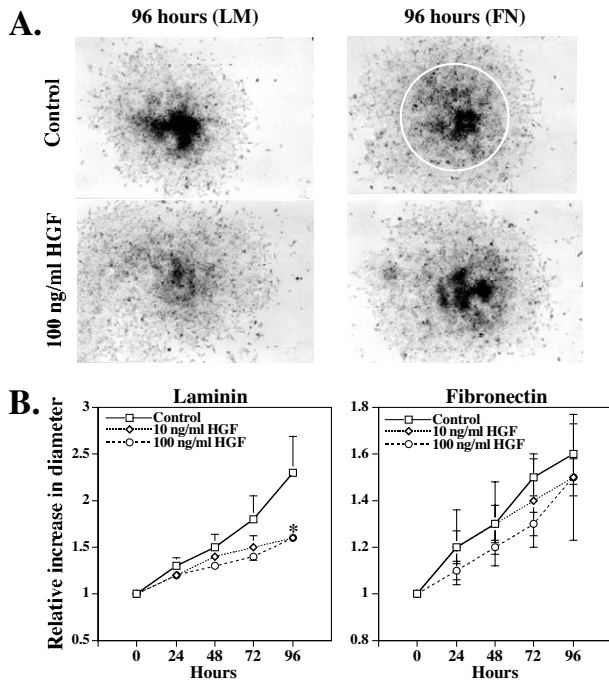 A.
96 hours (LM)
96 hours (FN)
Control
100 ng/ml HGF
B.
Laminin
Relative increase in diameter
3
2.5
2
1.5
1
0.5
Control
10 ng/ml HGF
100 ng/ml HGF
*
0 24 48 72 96
Hours
Fibronectin
1.8
1.6
1.4
1.2
1
0.8
Control
10 ng/ml HGF
100 ng/ml HGF
0 24 48 72 96
Hours